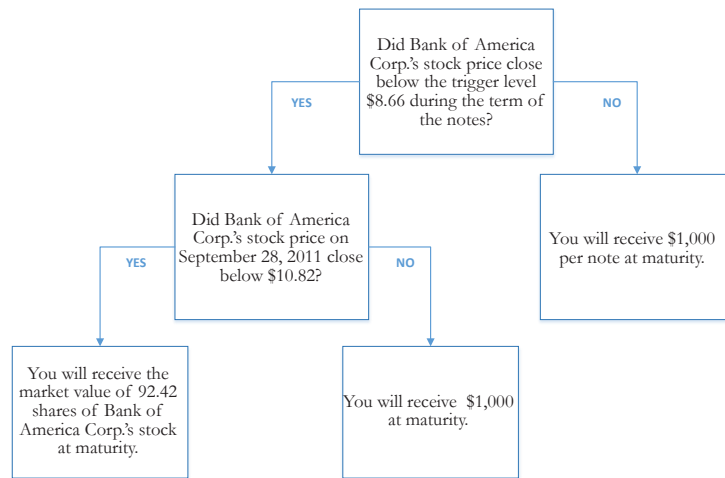 Did Bank of America
Corp.'s stock price close
below the trigger level
$8.66 during the term of
the notes?
YES
NO
Did Bank of America
Corp.'s stock price on
September 28, 2011 close
below $10.82?
You will receive $1,000
per note at maturity.
YES
NO
You will receive the
market value of 92.42
shares of Bank of
America Corp.'s stock
at maturity.
You will receive $1,000
at maturity.